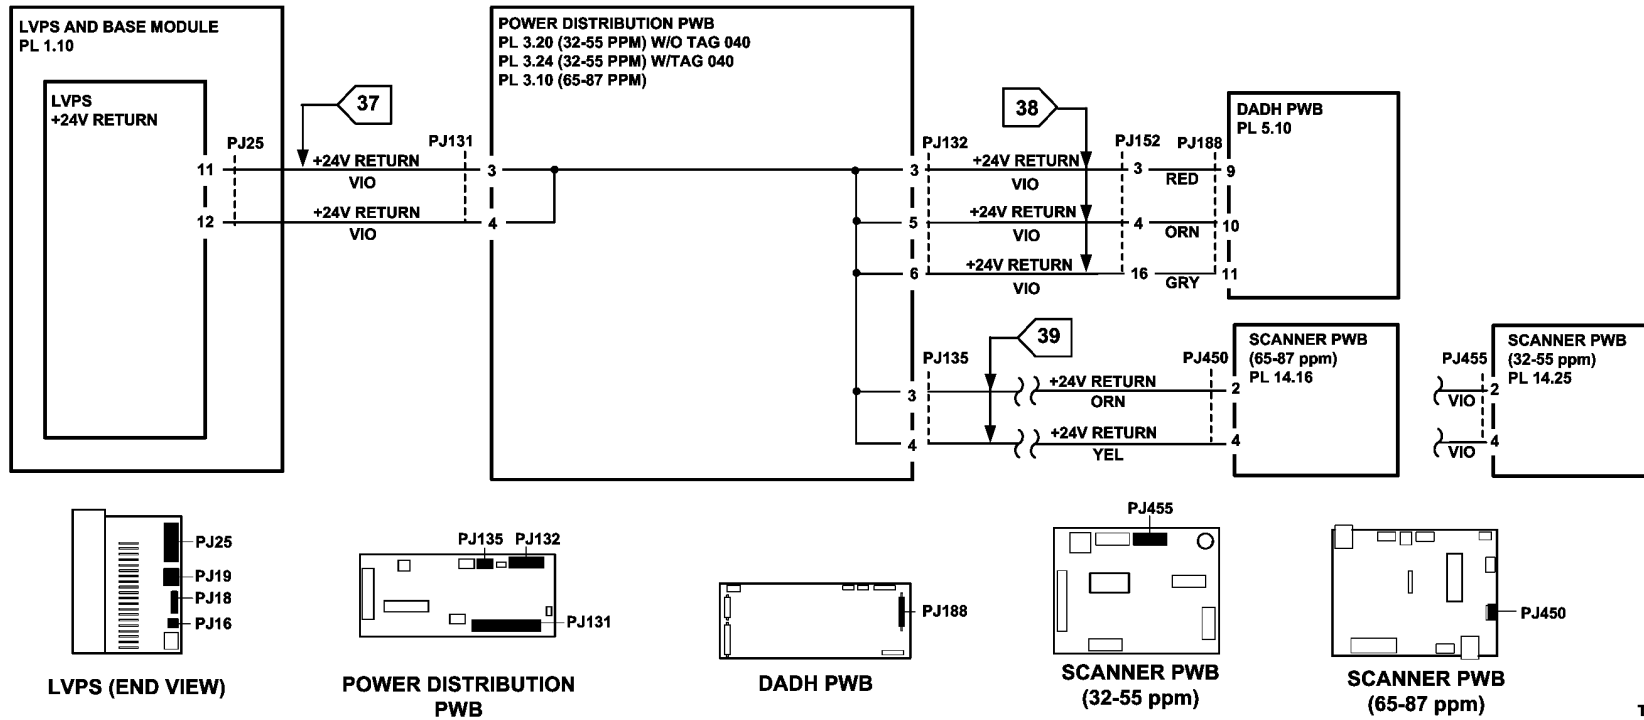 LVPS AND BASE MODULE
PL 1.10
LVPS
+24V RETURN
11
12
PJ25
37
+24V RETURN
VIO
+24V RETURN
VIO
PJ131
3
4
POWER DISTRIBUTION PWB
PL 3.20 (32-55 PPM) W/O TAG 040
PL 3.24 (32-55 PPM) W/TAG 040
PL 3.10 (65-87 PPM)
3
5
6
PJ132
38
+24V RETURN
VIO
+24V RETURN
VIO
+24V RETURN
VIO
PJ152
3
4
16
RED
ORN
GRY
PJ188
9
10
11
DADH PWB
PL 5.10
3
4
PJ135
39
+24V RETURN
ORN
+24V RETURN
YEL
PJ450
2
4
SCANNER PWB
(65-87 ppm)
PL 14.16
PJ455
VIO
VIO
2
4
SCANNER PWB
(32-55 ppm)
PL 14.25
PJ25
PJ19
PJ18
PJ16
LVPS (END VIEW)
PJ135
PJ132
PJ131
POWER DISTRIBUTION
PWB
PJ188
DADH PWB
PJ455
SCANNER PWB
(32-55 ppm)
PJ450
SCANNER PWB
(65-87 ppm)